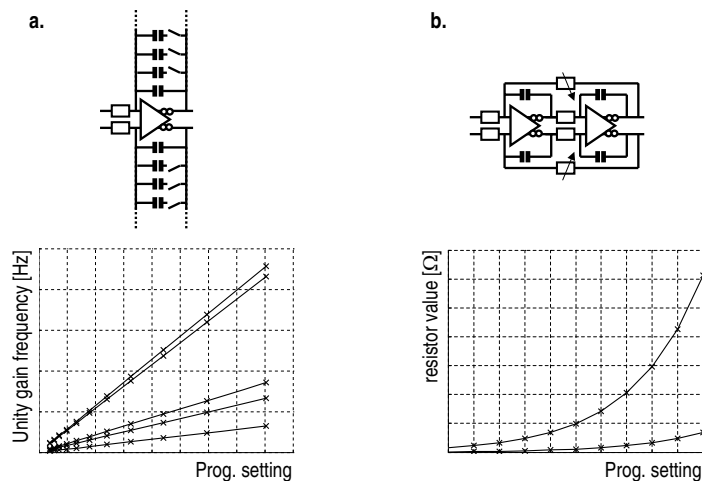 a.
b.
Unity gain frequency [Hz]
Prog. setting
resistor value [Ω]
Prog. setting